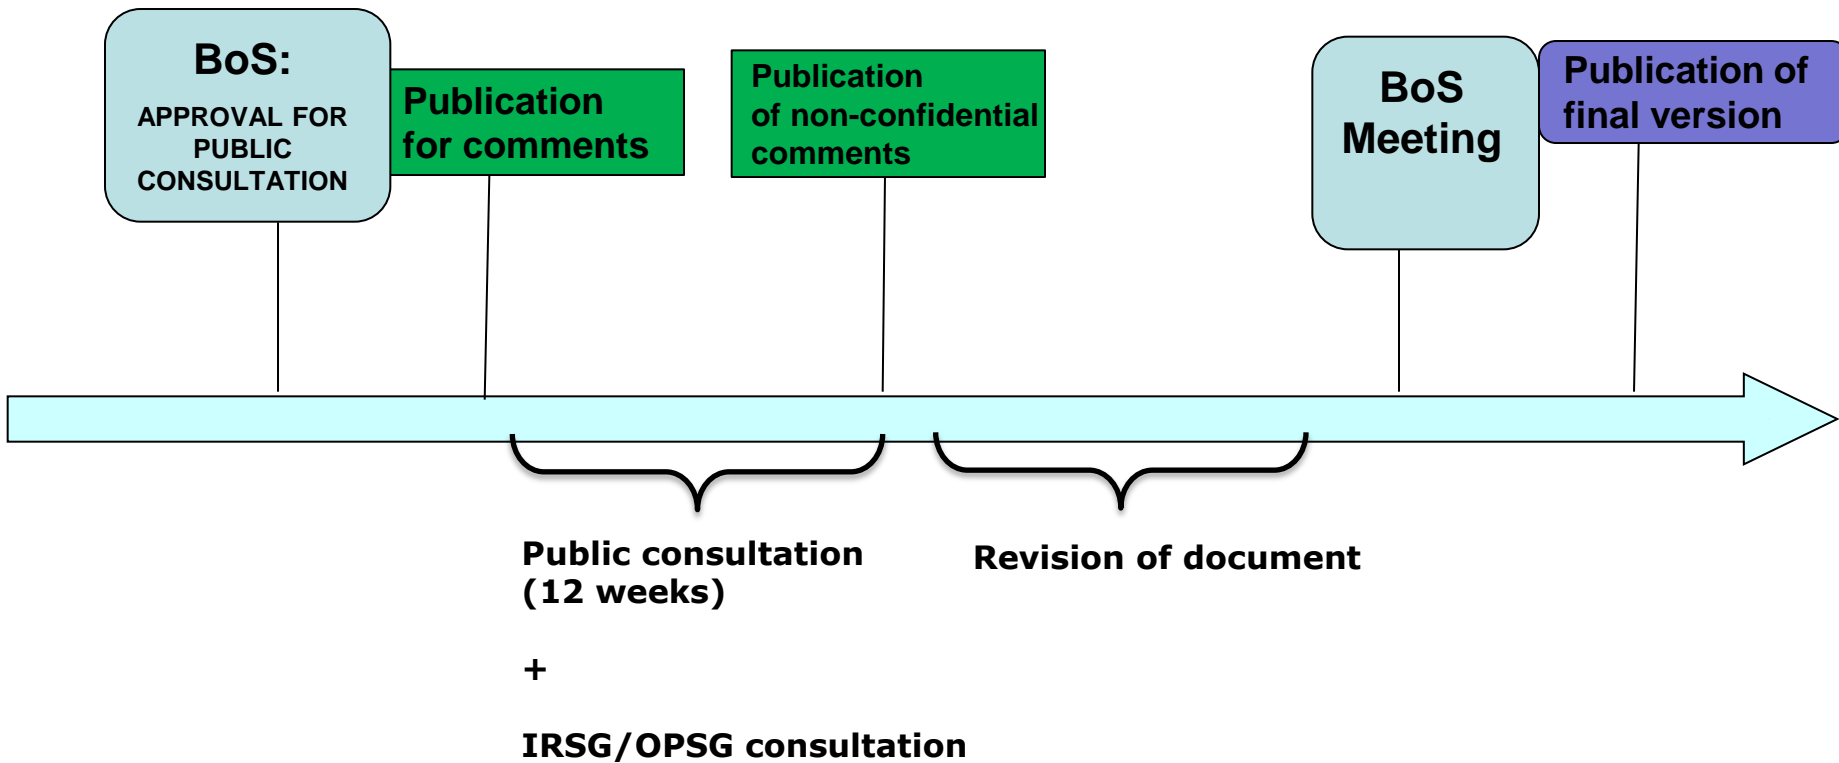 BoS:
APPROVAL FOR
PUBLIC
CONSULTATION
Publication
for comments
Publication
of non-confidential
comments
BoS
Meeting
Publication of
final version
Public consultation
(12 weeks)
+
IRSG/OPSG consultation
Revision of document